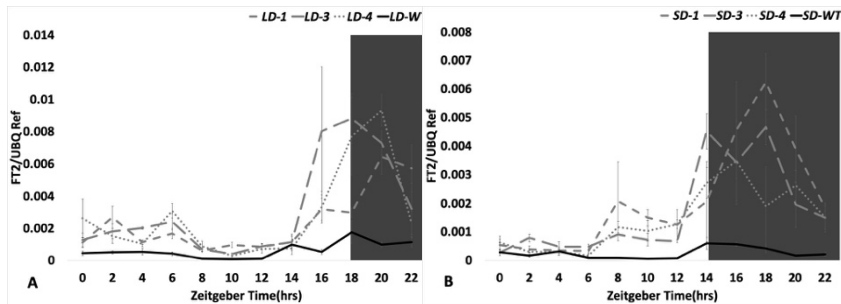 LD-1 LD-3 LD-4 LD-WT
0.014
0.012
0.01
0.008
0.006
0.004
0.002
0
FT2/UBQ Ref
0 2 4 6 8 10 12 14 16 18 20 22
Zeitgeber Time(hrs)
A
SD-1 SD-3 SD-4 SD-WT
0.008
0.007
0.006
0.005
0.004
0.003
0.002
0.001
0
FT2/UBQ Ref
0 2 4 6 8 10 12 14 16 18 20 22
Zeitgeber Time(hrs)
B